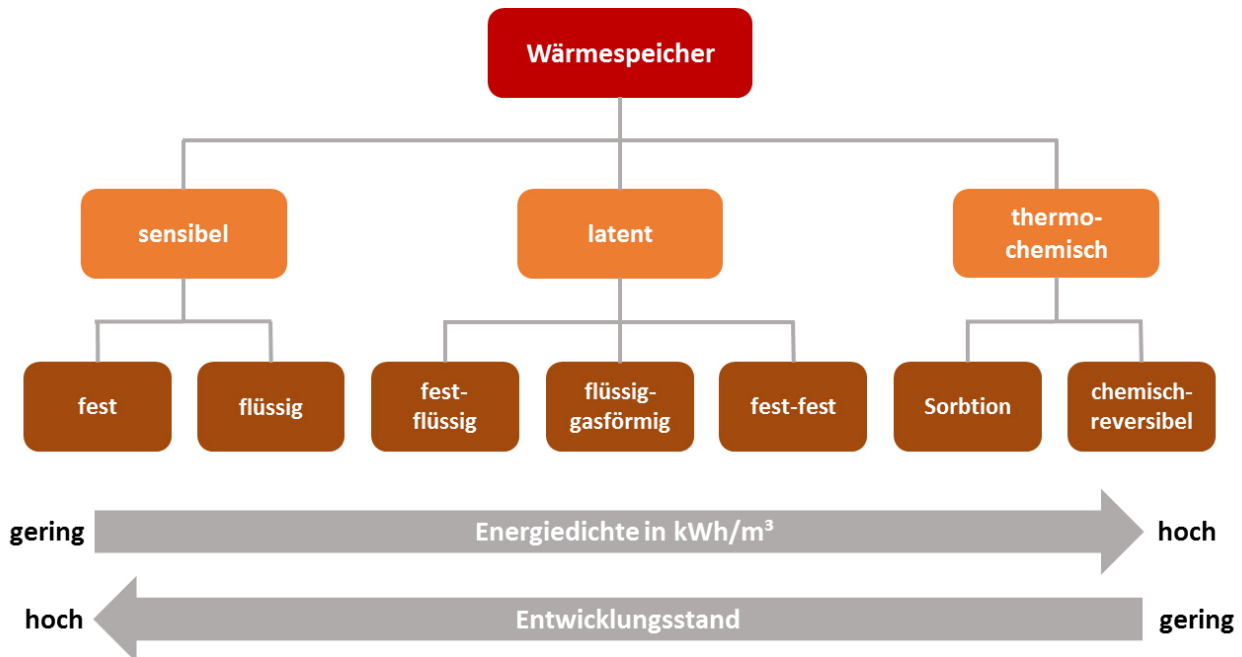 Wärmespeicher
sensibel
latent
thermo-
chemisch
fest
flüssig
fest-
flüssig
flüssig-
gasförmig
fest-fest
Sorbtion
chemisch-
reversibel
gering
Energiedichte in kWh/m³
hoch
hoch
Entwicklungsstand
gering